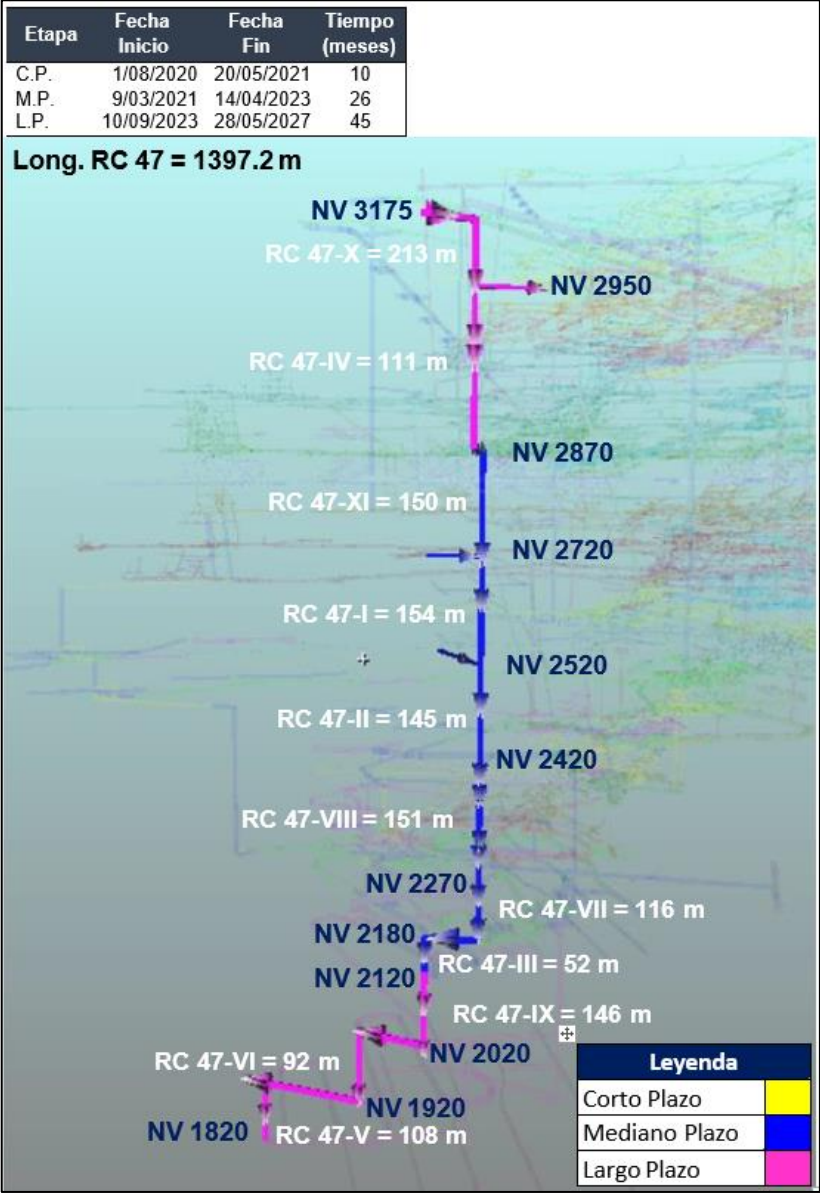 Etapa Fecha Inicio Fecha Fin Tiempo (meses)
C.P. 1/08/2020 20/05/2021 10
M.P. 9/03/2021 14/04/2023 26
L.P. 10/09/2023 28/05/2027 45
Long. RC 47 = 1397.2 m
NV 3175
RC 47-X = 213 m
NV 2950
RC 47-IV = 111 m
NV 2870
RC 47-XI = 150 m
NV 2720
RC 47-I = 154 m
NV 2520
RC 47-II = 145 m
NV 2420
RC 47-VIII = 151 m
NV 2270
RC 47-VII = 116 m
NV 2180
RC 47-III = 52 m
NV 2120
RC 47-IX = 146 m
NV 2020
RC 47-VI = 92 m
NV 1920
NV 1820
RC 47-V = 108 m
Leyenda
Corto Plazo
Mediano Plazo
Largo Plazo